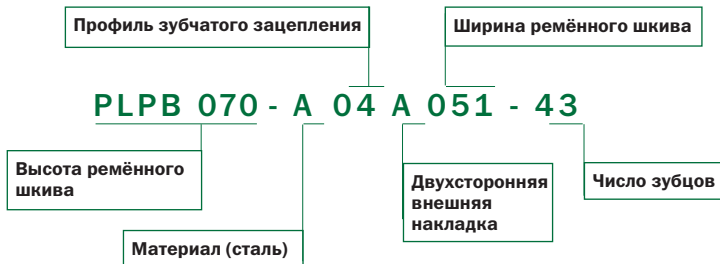 Профиль зубчатого зацепления
Ширина ремённого шкива
PLPB 070 - A 04 A 051 - 43
Высота ремённого
шкива
Материал (сталь)
Двухсторонняя
внешняя
накладка
Число зубцов